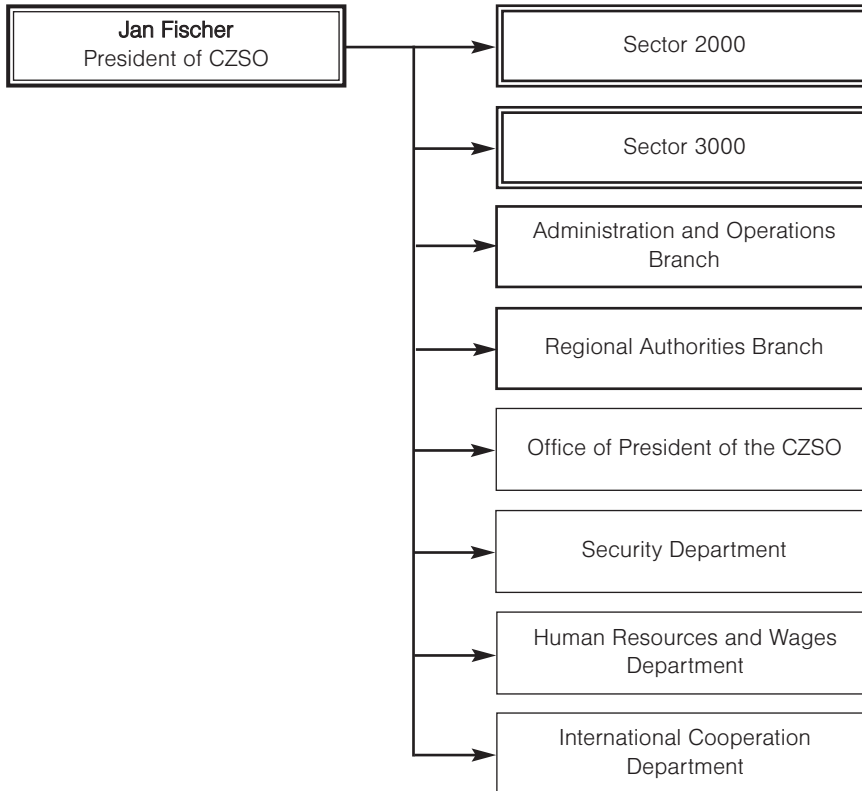 Jan Fischer
President of CZSO
Sector 2000
Sector 3000
Administration and Operations
Branch
Regional Authorities Branch
Office of President of the CZSO
Security Department
Human Resources and Wages
Department
International Cooperation
Department